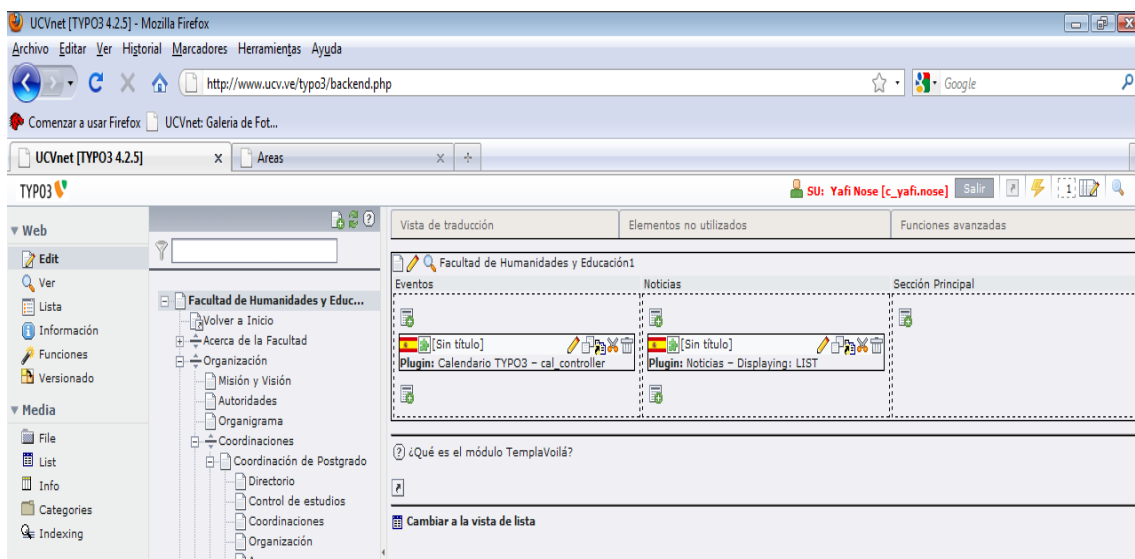 UCVnet [TYPO3 4.2.5] - Mozilla Firefox
Archivo Editar Ver Historial Marcadores Herramientas Ayuda
http://www.ucv.ve/typo3/backend.php
Google
Comenzar a usar Firefox UCVnet: Galeria de Fot...
UCVnet [TYPO3 4.2.5] x Areas x
TYPO3 SU: Yafi Nose [c_yafi.nose] Salir 1
Web
Edit
Ver
Lista
Información
Funciones
Versionado
Media
File
List
Info
Categories
Indexing
Facultad de Humanidades y Educ...
Volver a Inicio
Acerca de la Facultad
Organización
Misión y Visión
Autoridades
Organigrama
Coordinaciones
Coordinación de Postgrado
Directorio
Control de estudios
Coordinaciones
Organización
Vista de traducción Elementos no utilizados Funciones avanzadas
Facultad de Humanidades y Educación1
Eventos Noticias Sección Principal
[Sin título] [Sin título]
Plugin: Calendario TYPO3 - cal_controller Plugin: Noticias - Displaying: LIST
¿Qué es el módulo TemplaVoilá?
Cambiar a la vista de lista